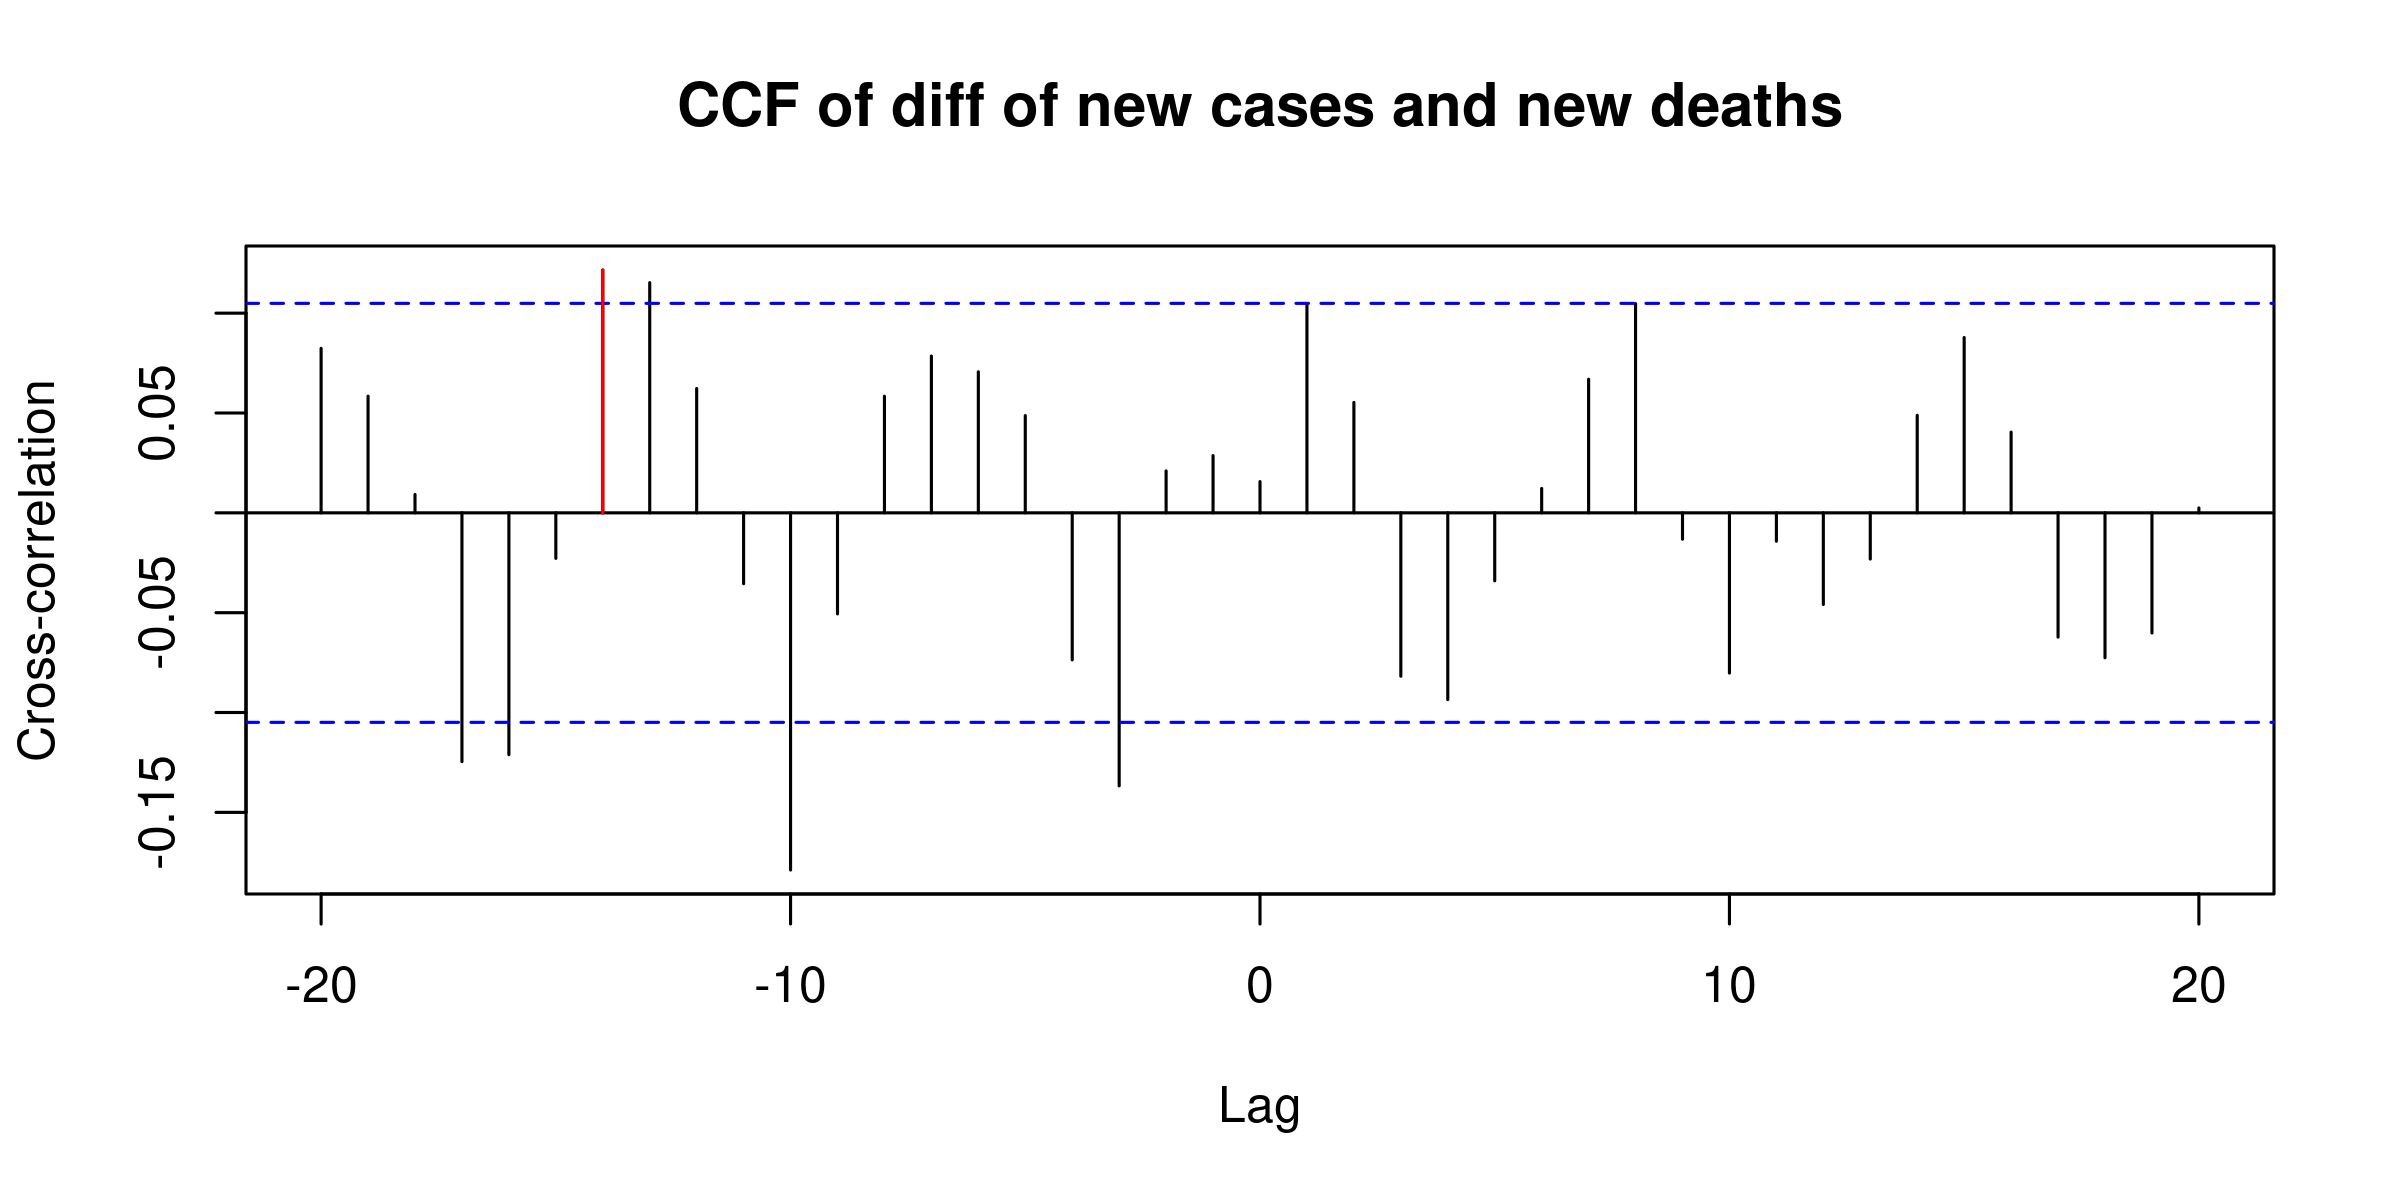 CCF of diff of new cases and new deaths
Cross-correlation
0.05
-0.05
-0.15
-20 -10 0 10 20
Lag